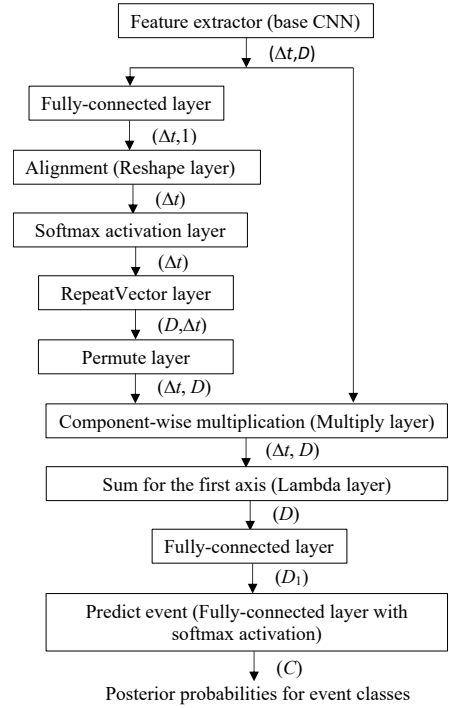 Feature extractor (base CNN)
(Δt,D)
Fully-connected layer
(Δt,1)
Alignment (Reshape layer)
(Δt)
Softmax activation layer
(Δt)
RepeatVector layer
(D,Δt)
Permute layer
(Δt, D)
Component-wise multiplication (Multiply layer)
(Δt, D)
Sum for the first axis (Lambda layer)
(D)
Fully-connected layer
(D₁)
Predict event (Fully-connected layer with
softmax activation)
(C)
Posterior probabilities for event classes